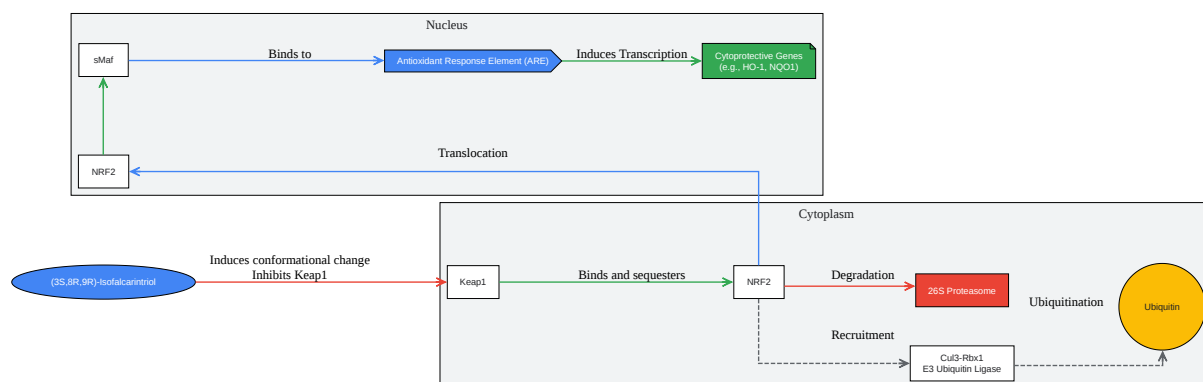 Nucleus
sMaf
Binds to
Antioxidant Response Element (ARE)
Induces Transcription
Cytoprotective Genes
(e.g., HO-1, NQO1)
NRF2
Translocation
Cytoplasm
(3S,8R,9R)-Isofalcarintriol
Induces conformational change
Inhibits Keap1
Keap1
Binds and sequesters
NRF2
Degradation
26S Proteasome
Ubiquitination
Ubiquitin
Recruitment
Cul3-Rbx1
E3 Ubiquitin Ligase